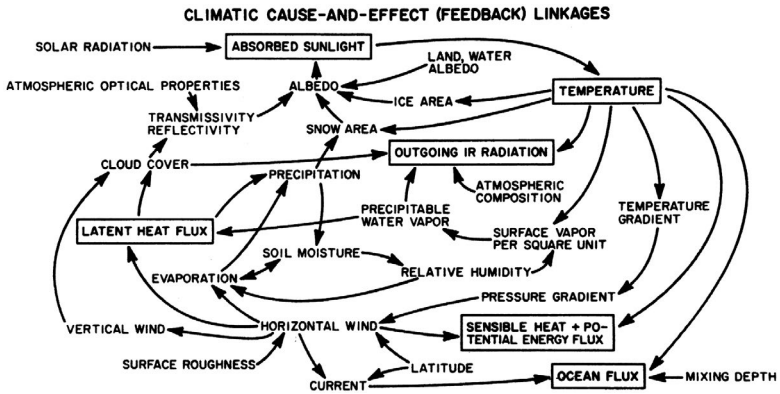 CLIMATIC CAUSE-AND-EFFECT (FEEDBACK) LINKAGES
SOLAR RADIATION
ABSORBED SUNLIGHT
LAND, WATER
ALBEDO
ATMOSPHERIC OPTICAL PROPERTIES
ALBEDO
TEMPERATURE
ICE AREA
TRANSMISSIVITY
REFLECTIVITY
SNOW AREA
CLOUD COVER
OUTGOING IR RADIATION
PRECIPITATION
ATMOSPHERIC
COMPOSITION
PRECIPITABLE
WATER VAPOR
TEMPERATURE
GRADIENT
LATENT HEAT FLUX
SURFACE VAPOR
PER SQUARE UNIT
SOIL MOISTURE
RELATIVE HUMIDITY
EVAPORATION
PRESSURE GRADIENT
VERTICAL WIND
HORIZONTAL WIND
SENSIBLE HEAT + PO-
TENTIAL ENERGY FLUX
SURFACE ROUGHNESS
LATITUDE
CURRENT
OCEAN FLUX
MIXING DEPTH